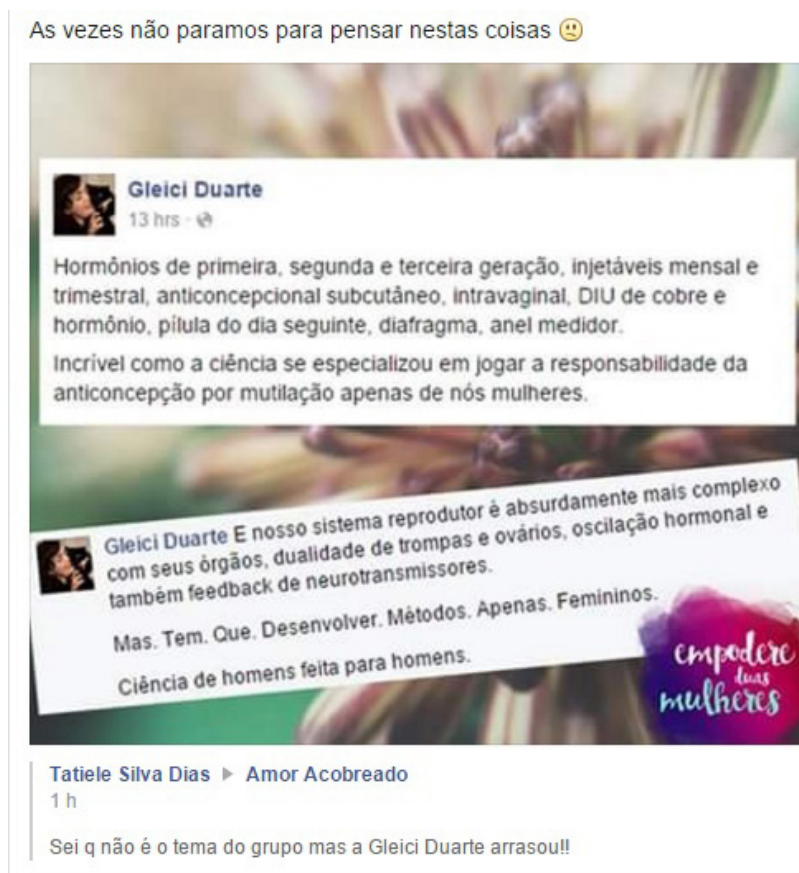 As vezes não paramos para pensar nestas coisas
Gleici Duarte
13 hrs ·
Hormônios de primeira, segunda e terceira geração, injetáveis mensal e
trimestral, anticoncepcional subcutâneo, intravaginal, DIU de cobre e
hormônio, pílula do dia seguinte, diafragma, anel medidor.
Incrível como a ciência se especializou em jogar a responsabilidade da
anticoncepção por mutilação apenas de nós mulheres.
Gleici Duarte E nosso sistema reprodutor é absurdamente mais complexo
com seus órgãos, dualidade de trompas e ovários, oscilação hormonal e
também feedback de neurotransmissores.
Mas. Tem. Que. Desenvolver. Métodos. Apenas. Femininos.
Ciência de homens feita para homens.
empodere
duas
mulheres
Tatiele Silva Dias ▶ Amor Acobreado
1 h
Sei q não é o tema do grupo mas a Gleici Duarte arrasou!!